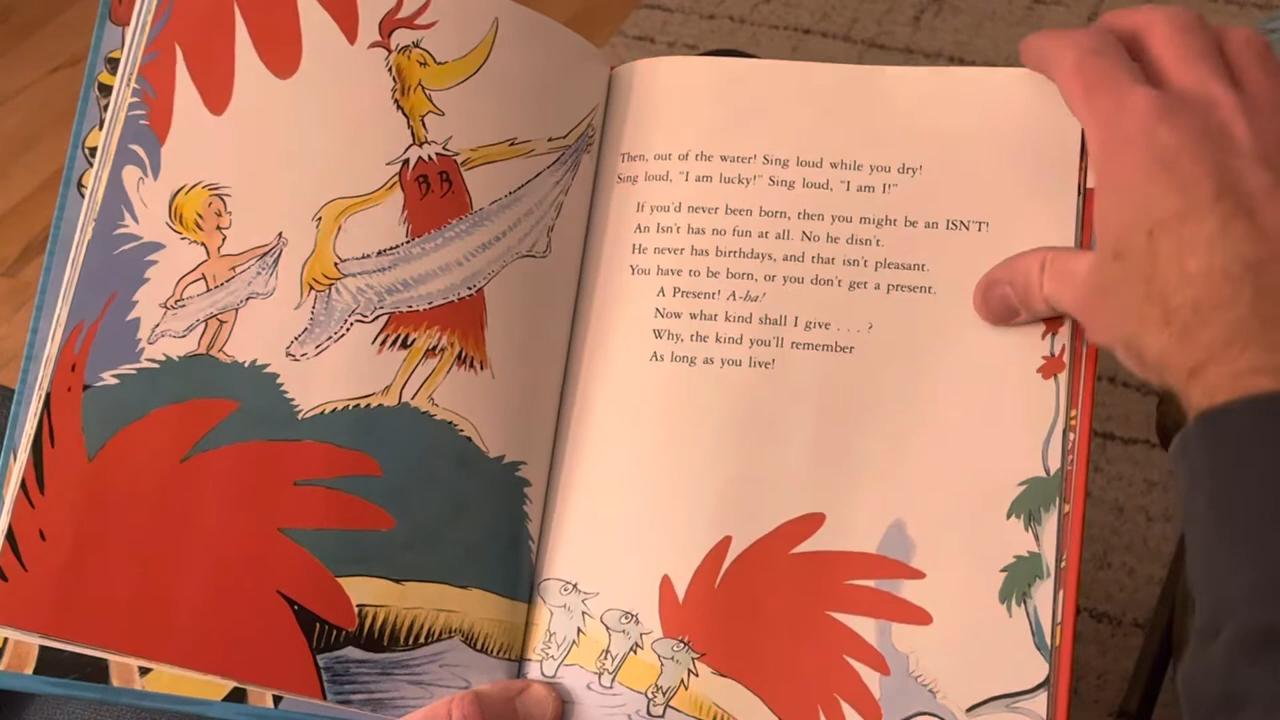 B.B.
Then, out of the water! Sing loud while you dry!
Sing loud, "I am lucky!" Sing loud, "I am I!"
If you'd never been born, then you might be an ISN'T!
An Isn't has no fun at all. No he disn't.
He never has birthdays, and that isn't pleasant.
You have to be born, or you don't get a present.
A Present! A-ha!
Now what kind shall I give . . . ?
Why, the kind you'll remember
As long as you live!